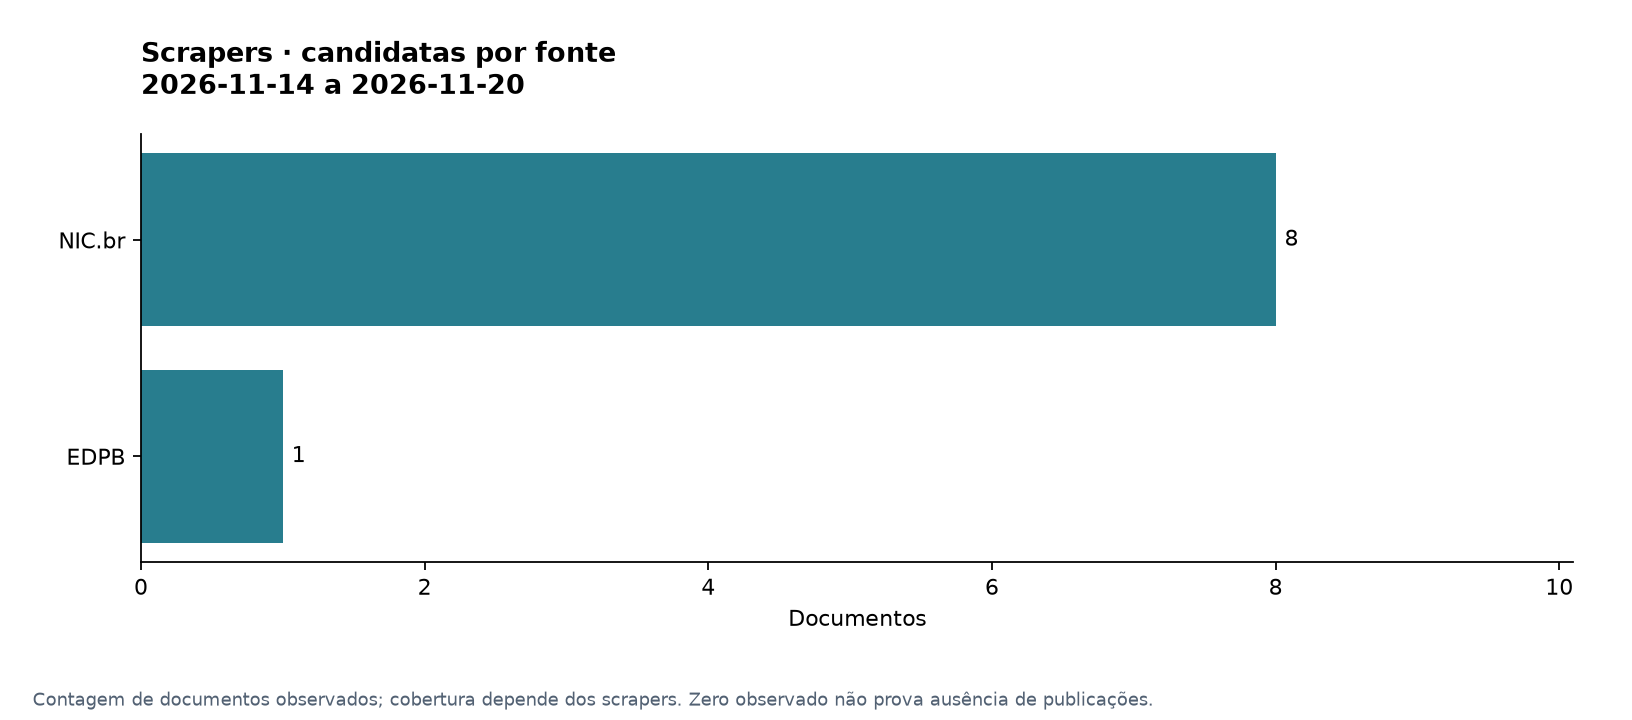 Scrapers · candidatas por fonte
2026-11-14 a 2026-11-20
NIC.br
8
EDPB
1
0 2 4 6 8 10
Documentos
Contagem de documentos observados; cobertura depende dos scrapers. Zero observado não prova ausência de publicações.